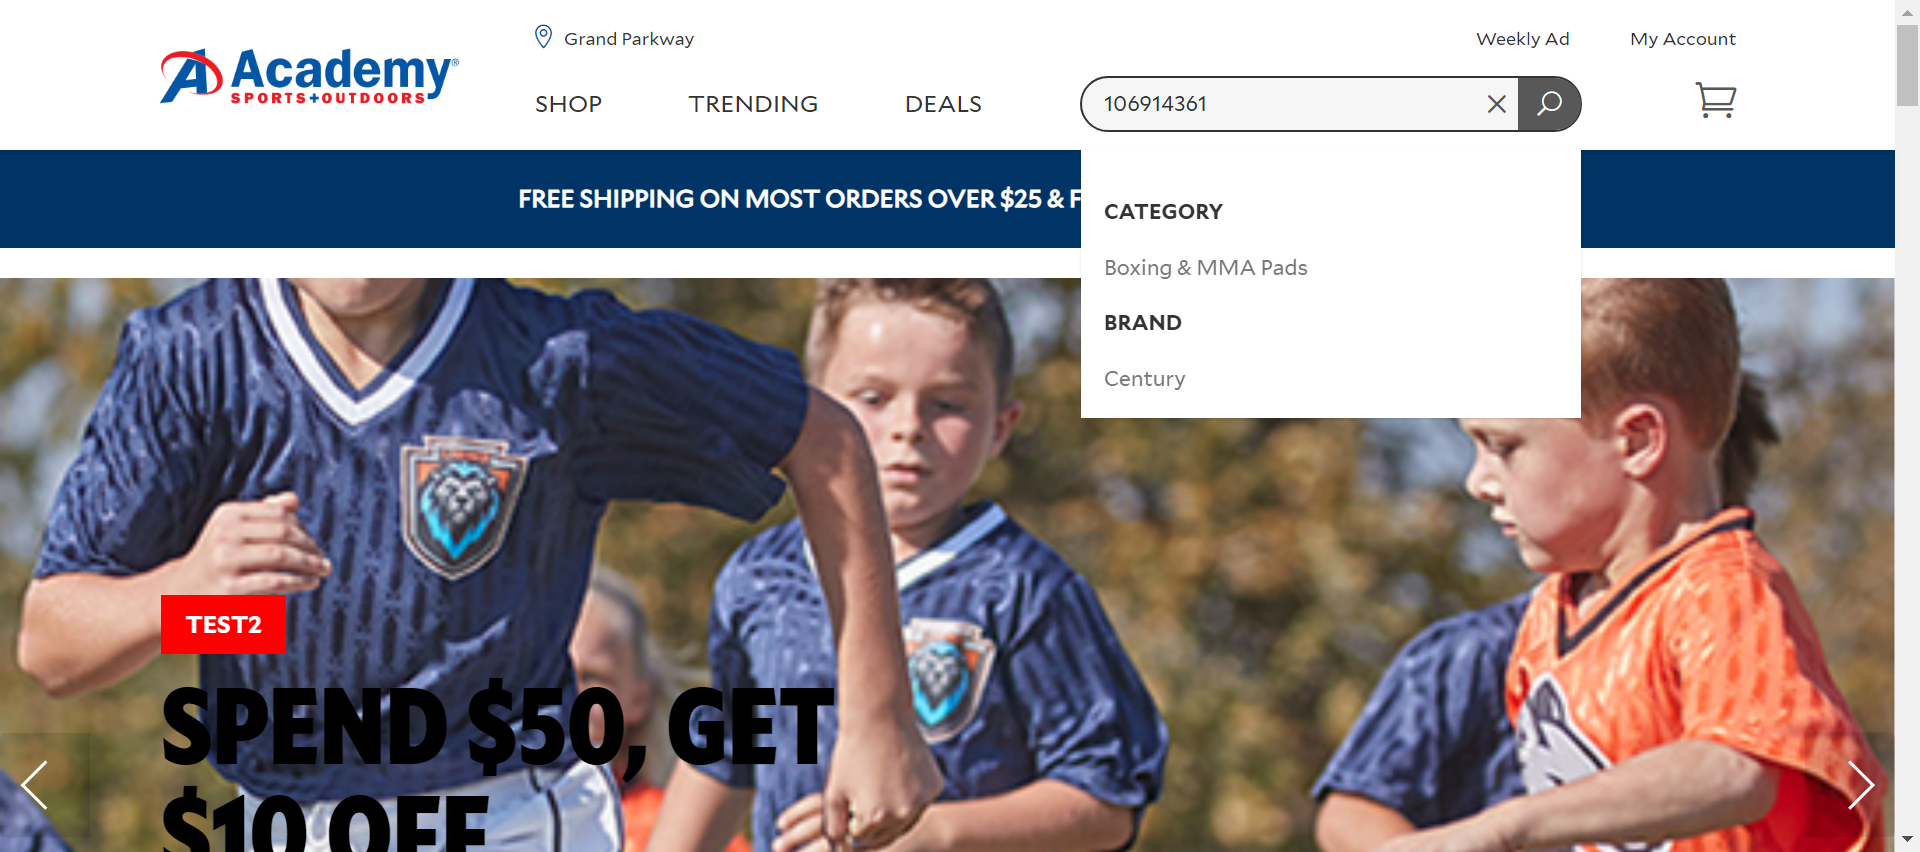 Grand Parkway
Weekly Ad
My Account
Academy®
SPORTS+OUTDOORS
SHOP
TRENDING
DEALS
106914361
FREE SHIPPING ON MOST ORDERS OVER $25 & F
CATEGORY
Boxing & MMA Pads
BRAND
Century
TEST2
SPEND $50, GET
$10 OFF